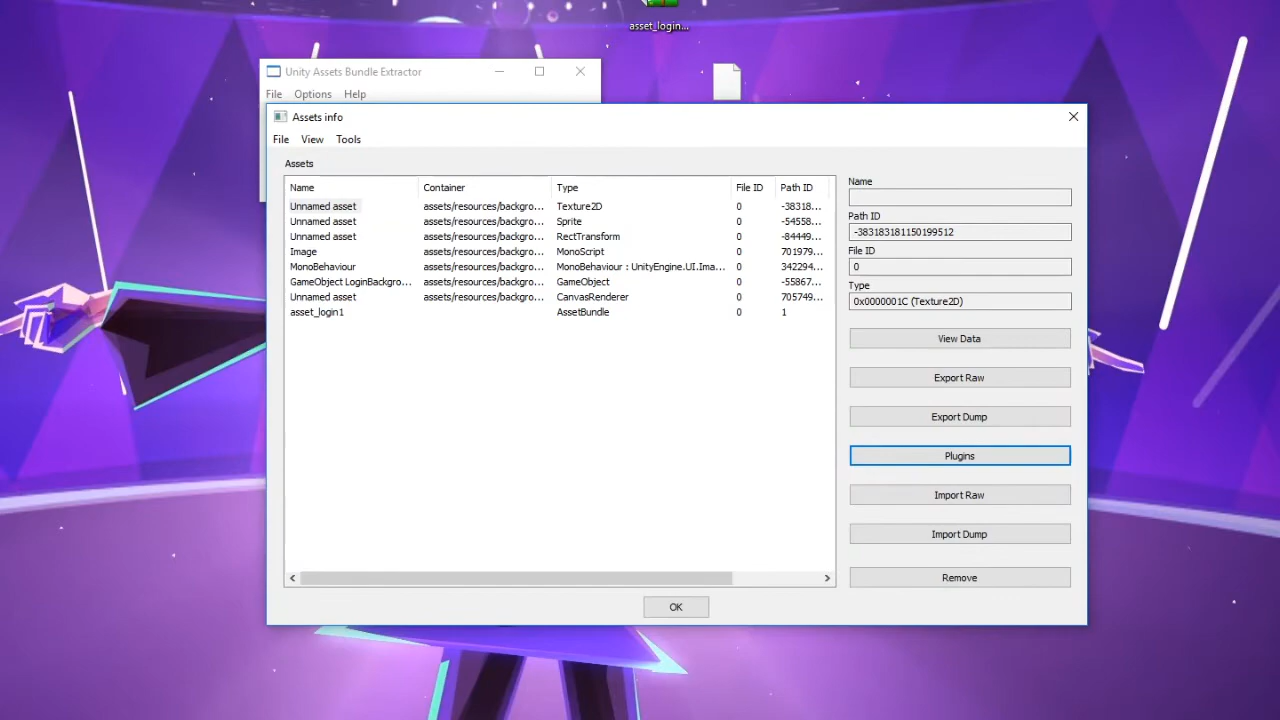 asset_login...
Unity Assets Bundle Extractor
File Options Help
Assets info
File View Tools
Assets
Name Container Type File ID Path ID
Unnamed asset assets/resources/backgro... Texture2D 0 -38318...
Unnamed asset assets/resources/backgro... Sprite 0 -54558...
Unnamed asset assets/resources/backgro... RectTransform 0 -84449...
Image assets/resources/backgro... MonoScript 0 701979...
MonoBehaviour assets/resources/backgro... MonoBehaviour : UnityEngine.UI.Ima... 0 342294...
GameObject LoginBackgro... assets/resources/backgro... GameObject 0 -55867...
Unnamed asset assets/resources/backgro... CanvasRenderer 0 705749...
asset_login1 AssetBundle 0 1
Name
Path ID
-383183181150199512
File ID
0
Type
0x0000001C (Texture2D)
View Data
Export Raw
Export Dump
Plugins
Import Raw
Import Dump
Remove
OK